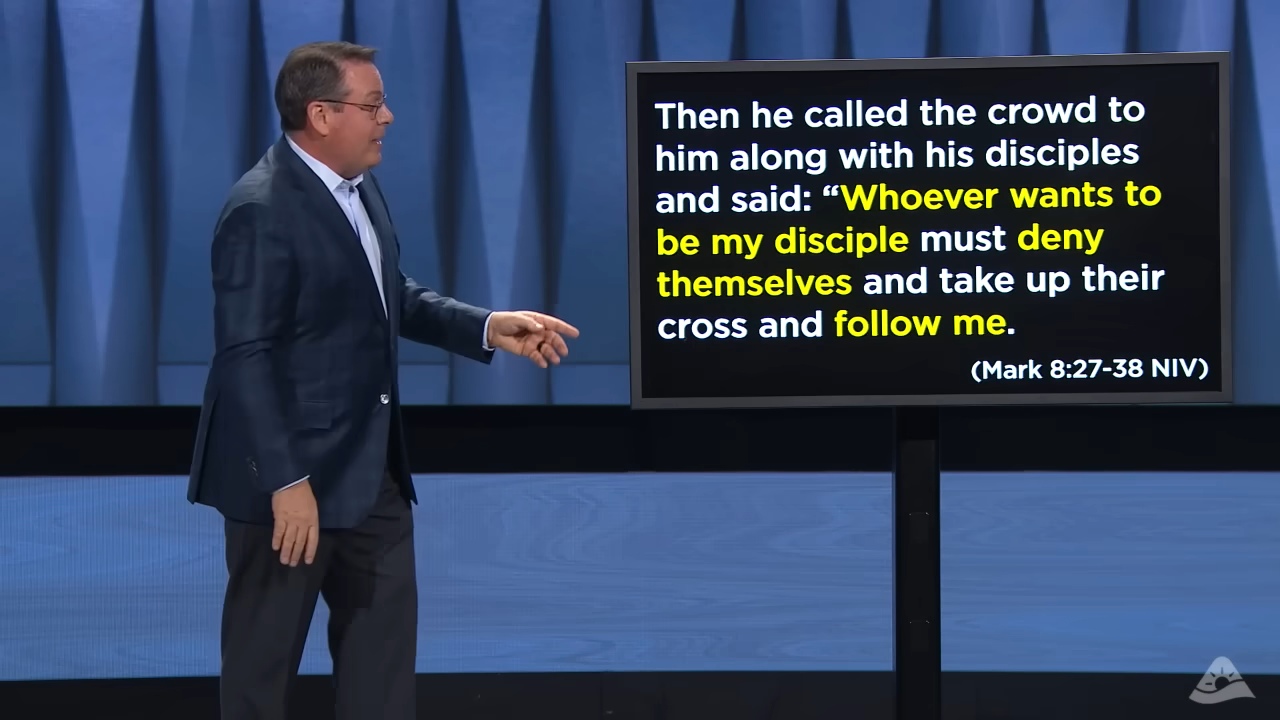 Then he called the crowd to
him along with his disciples
and said: “Whoever wants to
be my disciple must deny
themselves and take up their
cross and follow me.
(Mark 8:27-38 NIV)